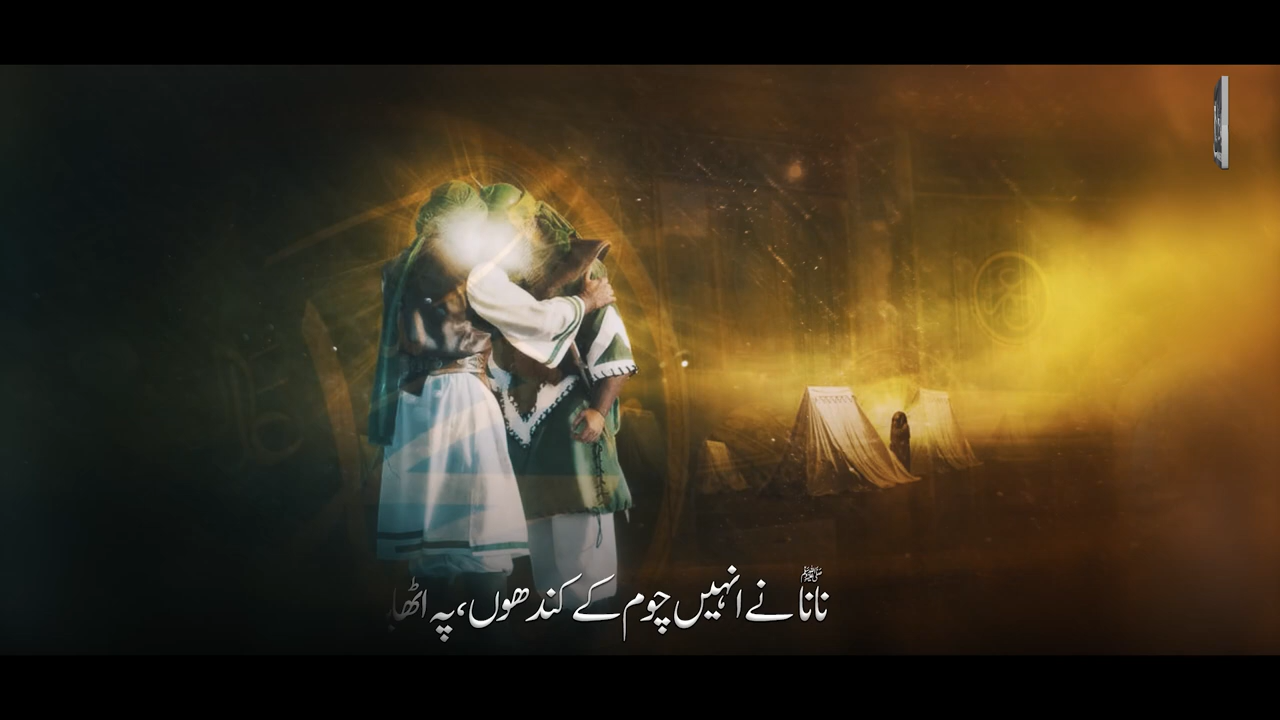 نانا ﷺ نے انہیں چوم کے کندھوں، پہ اٹھا